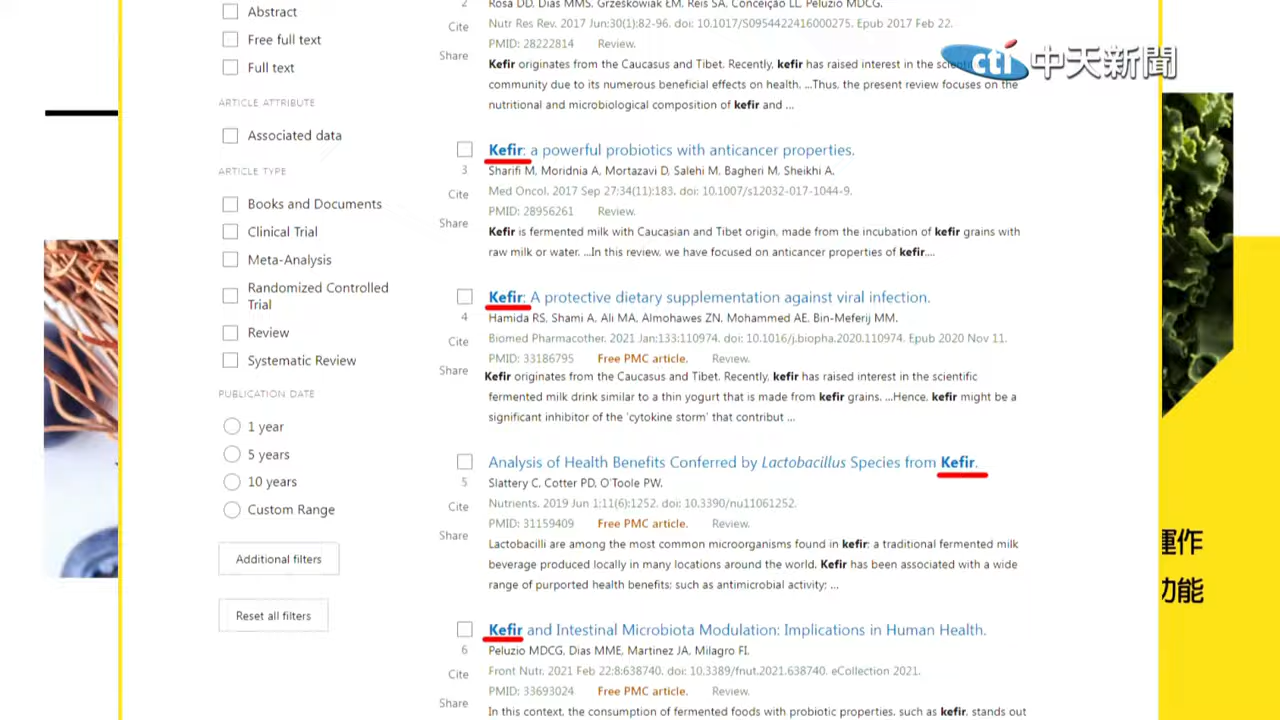 Abstract
Free full text
Full text
ARTICLE ATTRIBUTE
Associated data
ARTICLE TYPE
Books and Documents
Clinical Trial
Meta-Analysis
Randomized Controlled
Trial
Review
Systematic Review
PUBLICATION DATE
1 year
5 years
10 years
Custom Range
Additional filters
Reset all filters
2
Cite
Share
Rosa DD, Dias MMS, Grzeskowiak ŁM, Reis SA, Conceição LL, Peluzio MDCG.
Nutr Res Rev. 2017 Jun;30(1):82-96. doi: 10.1017/S0954422416000275. Epub 2017 Feb 22.
PMID: 28222814 Review.
Kefir originates from the Caucasus and Tibet. Recently, kefir has raised interest in the scientific
community due to its numerous beneficial effects on health. ...Thus, the present review focuses on the
nutritional and microbiological composition of kefir and ...
3
Cite
Share
Kefir: a powerful probiotics with anticancer properties.
Sharifi M, Moridnia A, Mortazavi D, Salehi M, Bagheri M, Sheikhi A.
Med Oncol. 2017 Sep 27;34(11):183. doi: 10.1007/s12032-017-1044-9.
PMID: 28956261 Review.
Kefir is fermented milk with Caucasian and Tibet origin, made from the incubation of kefir grains with
raw milk or water. ...In this review, we have focused on anticancer properties of kefir....
4
Cite
Share
Kefir: A protective dietary supplementation against viral infection.
Hamida RS, Shami A, Ali MA, Almohawes ZN, Mohammed AE, Bin-Meferij MM.
Biomed Pharmacother. 2021 Jan;133:110974. doi: 10.1016/j.biopha.2020.110974. Epub 2020 Nov 11.
PMID: 33186795 Free PMC article. Review.
Kefir originates from the Caucasus and Tibet. Recently, kefir has raised interest in the scientific
fermented milk drink similar to a thin yogurt that is made from kefir grains. ...Hence, kefir might be a
significant inhibitor of the 'cytokine storm' that contribut ...
5
Cite
Share
Analysis of Health Benefits Conferred by Lactobacillus Species from Kefir.
Slattery C, Cotter PD, O'Toole PW.
Nutrients. 2019 Jun 1;11(6):1252. doi: 10.3390/nu11061252.
PMID: 31159409 Free PMC article. Review.
Lactobacilli are among the most common microorganisms found in kefir; a traditional fermented milk
beverage produced locally in many locations around the world. Kefir has been associated with a wide
range of purported health benefits; such as antimicrobial activity; ...
6
Cite
Share
Kefir and Intestinal Microbiota Modulation: Implications in Human Health.
Peluzio MDCG, Dias MME, Martinez JA, Milagro FI.
Front Nutr. 2021 Feb 22;8:638740. doi: 10.3389/fnut.2021.638740. eCollection 2021.
PMID: 33693024 Free PMC article. Review.
In this context, the consumption of fermented foods with probiotic properties, such as kefir, stands out
cti 中天新聞
運作
功能